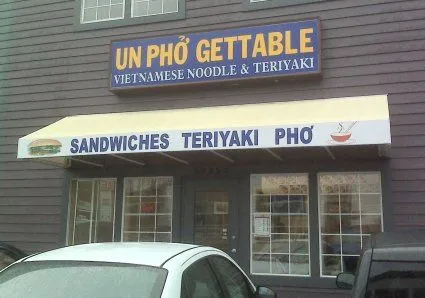 UN PHỞ GETTABLE
VIETNAMESE NOODLE & TERIYAKI
SANDWICHES TERIYAKI PHỞ